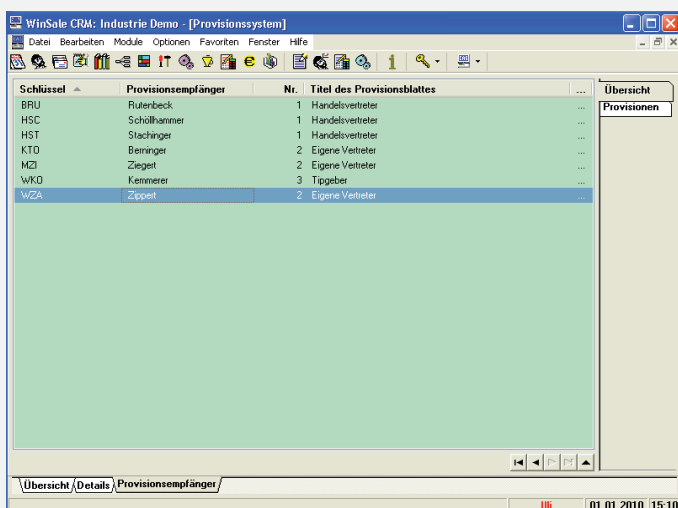 WinSale CRM: Industrie Demo - [Provisionssystem]
Datei Bearbeiten Module Optionen Favoriten Fenster Hilfe
Schlüssel Provisionsempfänger Nr. Titel des Provisionsblattes ...
BRU Rutenbeck 1 Handelsvertreter ...
HSC Schöllhammer 1 Handelsvertreter ...
HST Stachinger 1 Handelsvertreter ...
KTO Berninger 2 Eigene Vertreter ...
MZI Ziegert 2 Eigene Vertreter ...
WKO Kemmerer 3 Tipgeber ...
WZA Zippert 2 Eigene Vertreter ...
Übersicht
Provisionen
Übersicht Details Provisionsempfänger
Uli 01.01.2010 15:10